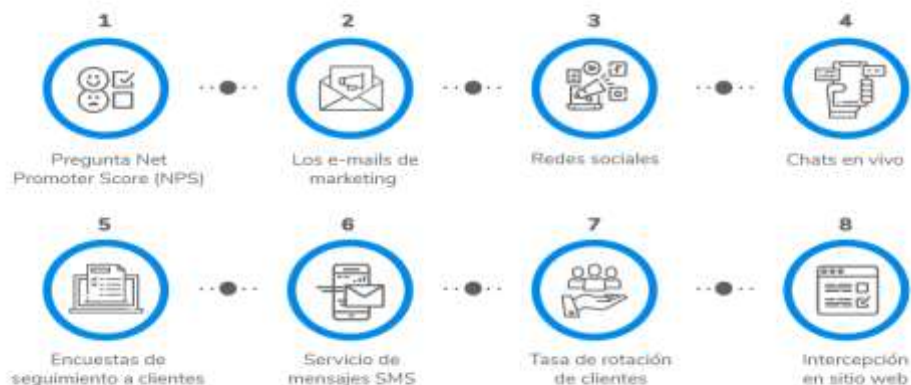 1
2
3
4
Pregunta Net
Promoter Score (NPS)
Los e-mails de
marketing
Redes sociales
Chats en vivo
5
6
7
8
Encuestas de
seguimiento a clientes
Servicio de
mensajes SMS
Tasa de rotación
de clientes
Intercepción
en sitio web